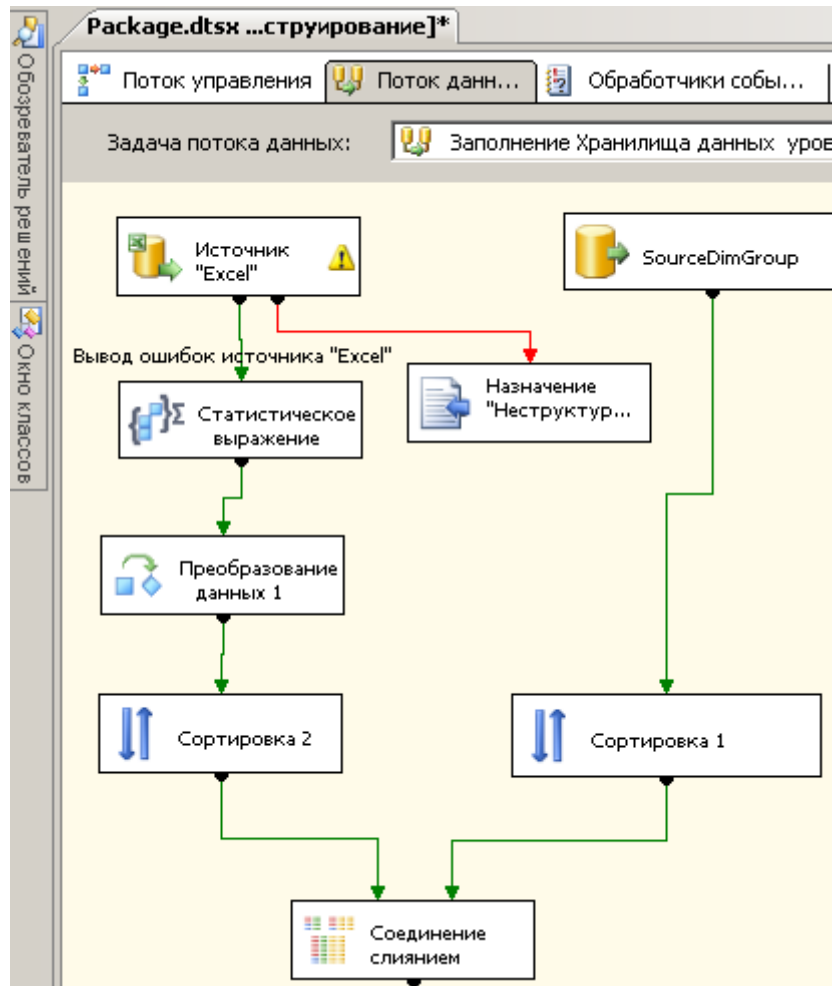 Package.dtsx ...струирование]*
Обозреватель решений
Окно классов
Поток управления
Поток данн...
Обработчики собы...
Задача потока данных:
Заполнение Хранилища данных уров
Источник
"Excel"
SourceDimGroup
Вывод ошибок источника "Excel"
Назначение
"Неструктур...
Статистическое
выражение
Преобразование
данных 1
Сортировка 2
Сортировка 1
Соединение
слиянием